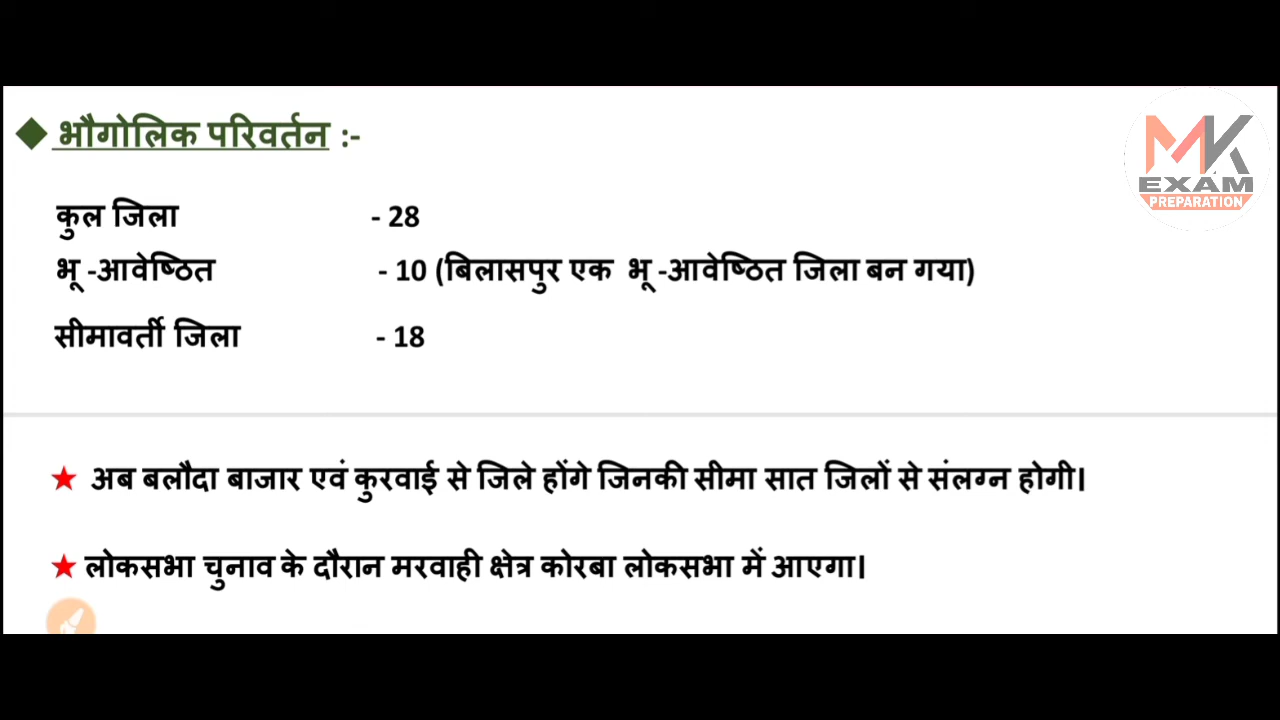 भौगोलिक परिवर्तन :-
MK
EXAM
PREPARATION
कुल जिला - 28
भू -आवेष्ठित - 10 (बिलासपुर एक भू -आवेष्ठित जिला बन गया)
सीमावर्ती जिला - 18
★ अब बलौदा बाजार एवं कुरवाई से जिले होंगे जिनकी सीमा सात जिलों से संलग्न होगी।
★ लोकसभा चुनाव के दौरान मरवाही क्षेत्र कोरबा लोकसभा में आएगा।